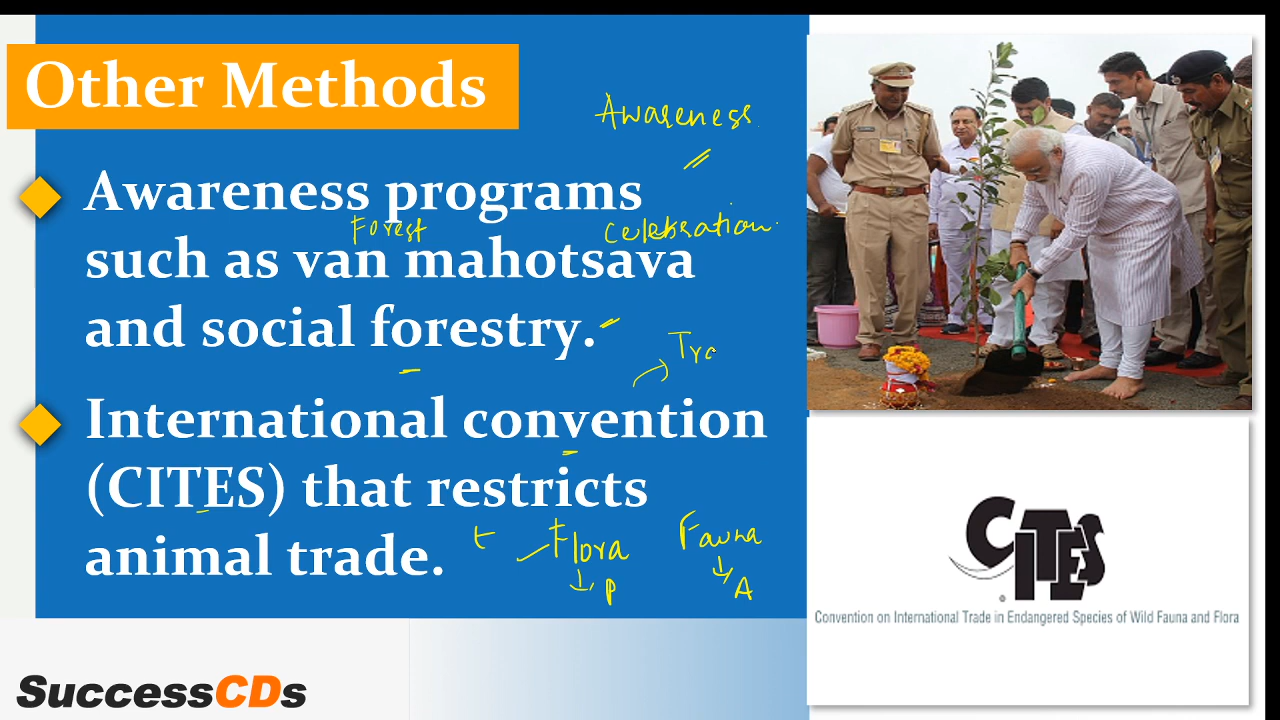 Other Methods
Awareness
Awareness programs
Forest celebration.
such as van mahotsava
and social forestry.
Tra
International convention
(CITES) that restricts
animal trade.
t Flora Fauna
P A
CITES
Convention on International Trade in Endangered Species of Wild Fauna and Flora
SuccessCDs